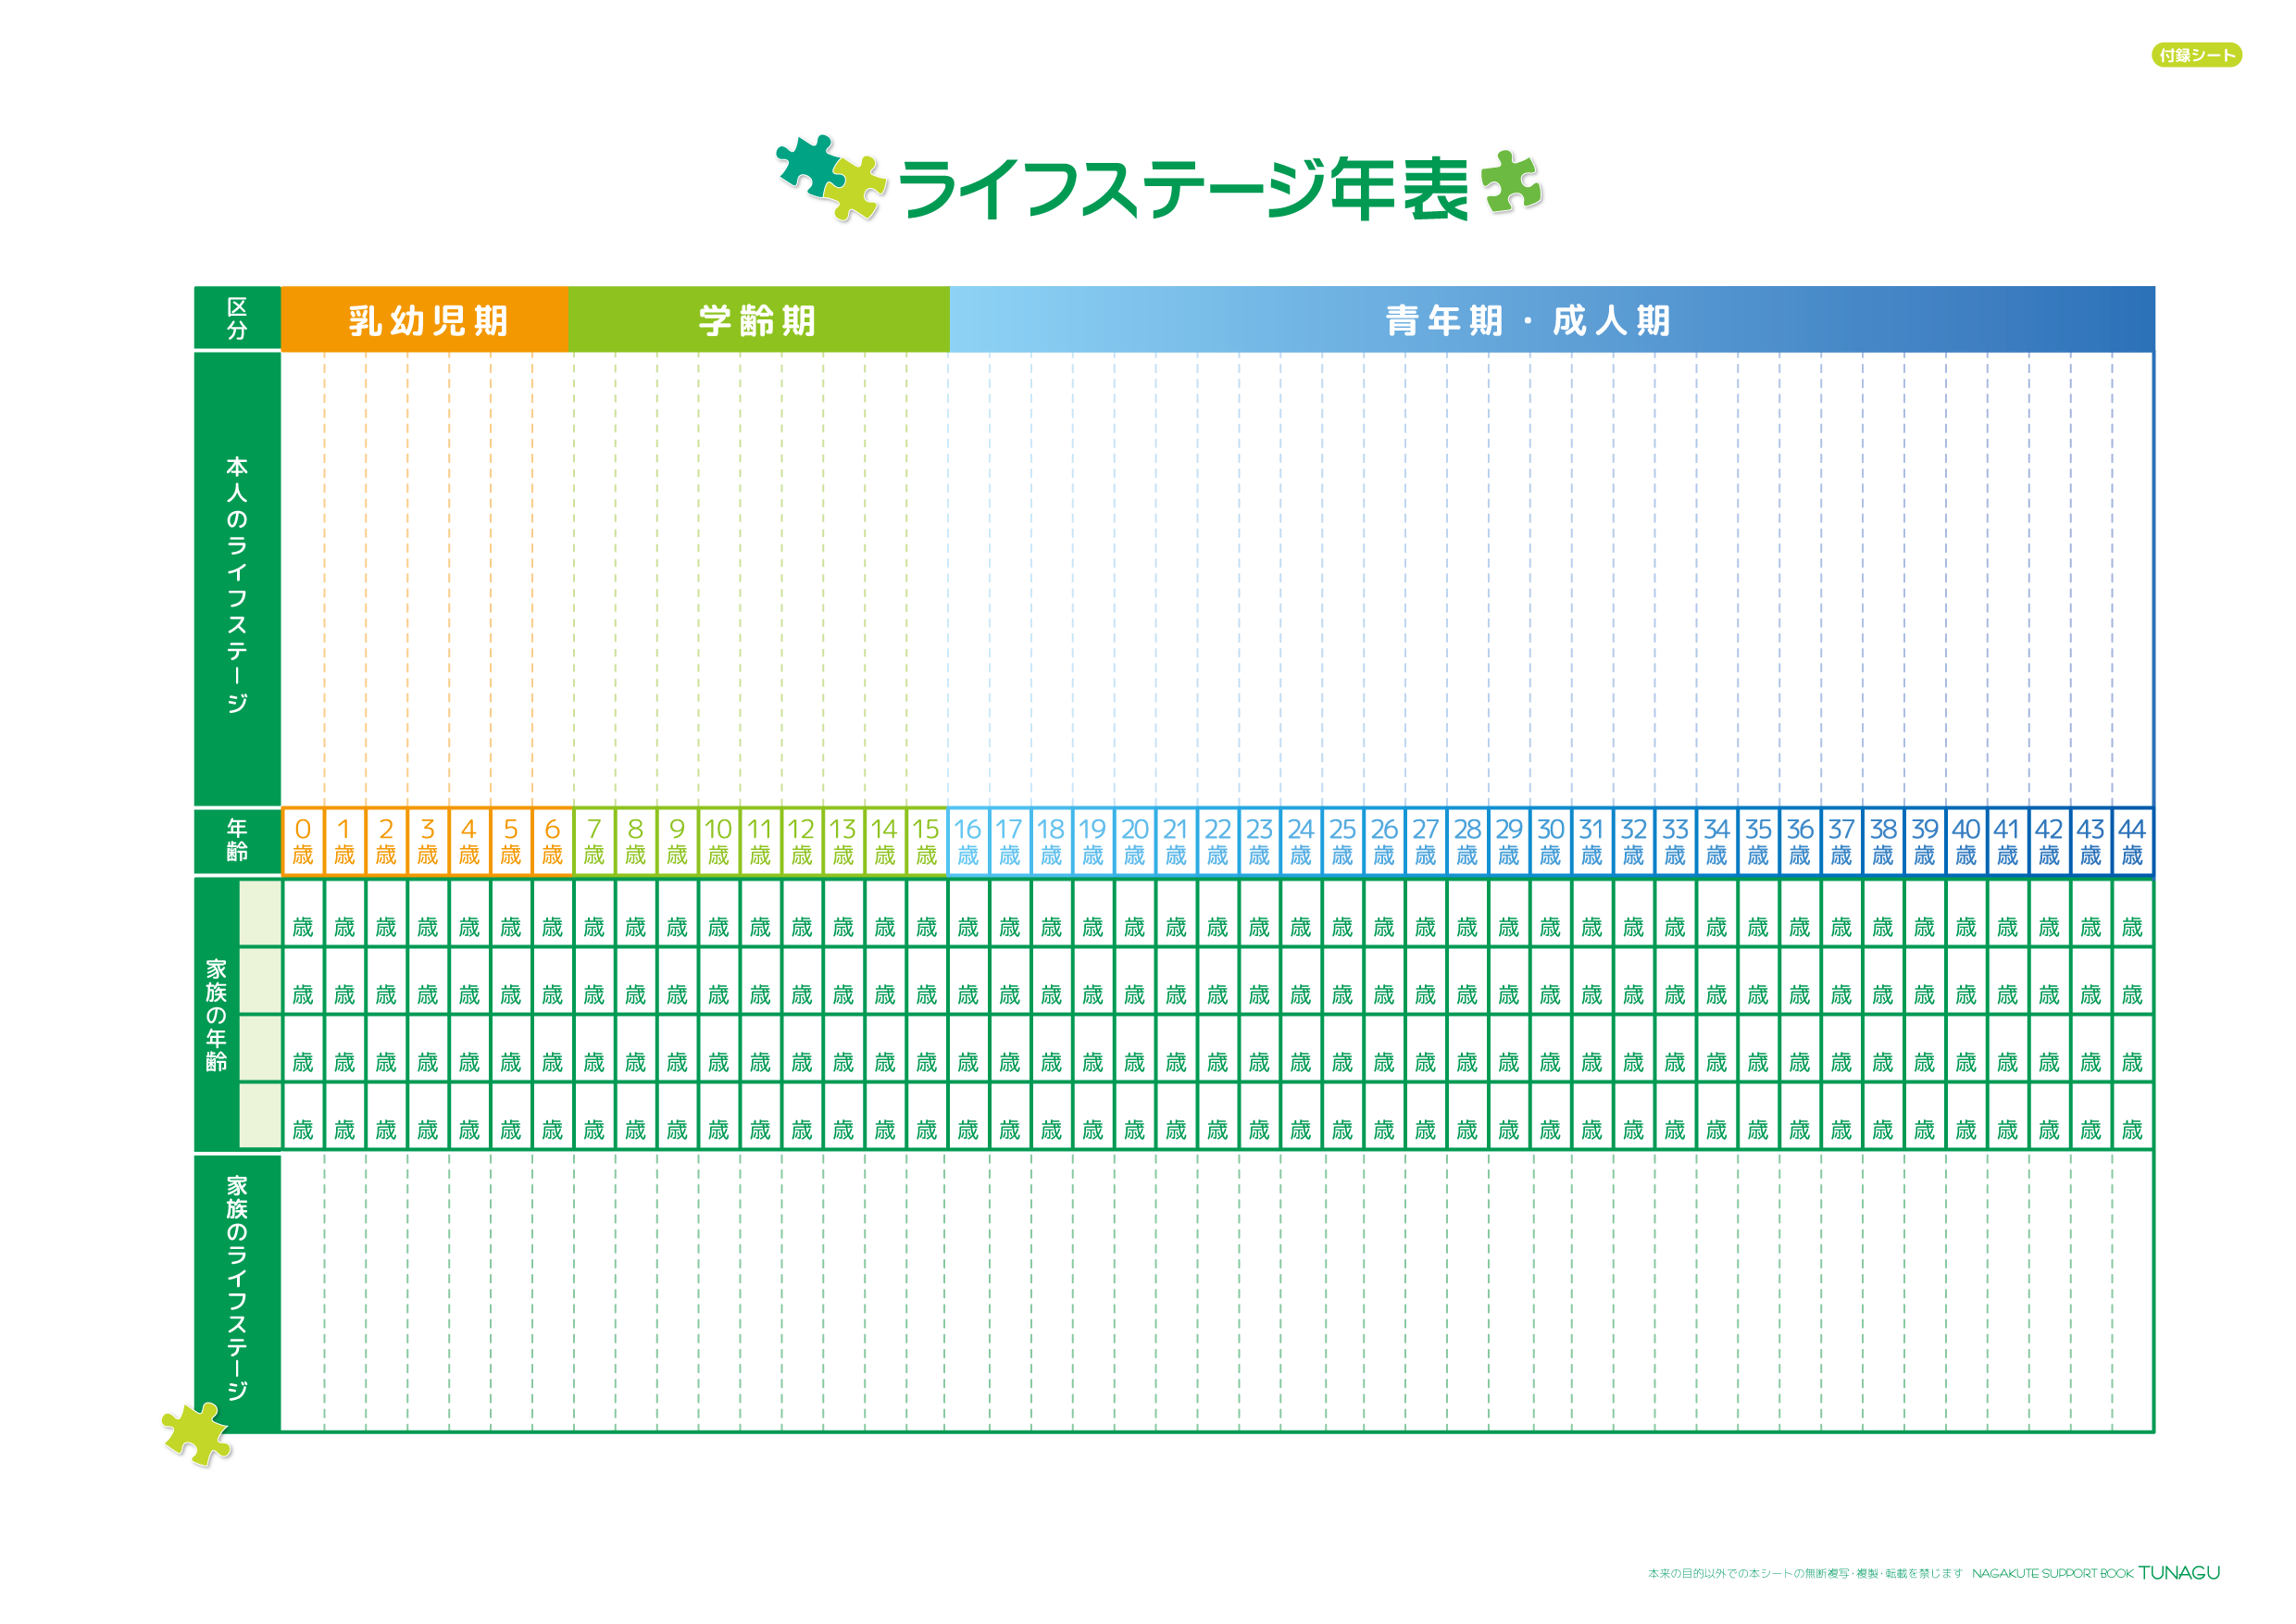 付録シート
ライフステージ年表
区分 乳幼児期 学齢期 青年期・成人期
本人のライフステージ
年齢 0歳 1歳 2歳 3歳 4歳 5歳 6歳 7歳 8歳 9歳 10歳 11歳 12歳 13歳 14歳 15歳 16歳 17歳 18歳 19歳 20歳 21歳 22歳 23歳 24歳 25歳 26歳 27歳 28歳 29歳 30歳 31歳 32歳 33歳 34歳 35歳 36歳 37歳 38歳 39歳 40歳 41歳 42歳 43歳 44歳
家族の年齢
歳 歳 歳 歳 歳 歳 歳 歳 歳 歳 歳 歳 歳 歳 歳 歳 歳 歳 歳 歳 歳 歳 歳 歳 歳 歳 歳 歳 歳 歳 歳 歳 歳 歳 歳 歳 歳 歳 歳 歳 歳 歳 歳 歳 歳
歳 歳 歳 歳 歳 歳 歳 歳 歳 歳 歳 歳 歳 歳 歳 歳 歳 歳 歳 歳 歳 歳 歳 歳 歳 歳 歳 歳 歳 歳 歳 歳 歳 歳 歳 歳 歳 歳 歳 歳 歳 歳 歳 歳 歳
歳 歳 歳 歳 歳 歳 歳 歳 歳 歳 歳 歳 歳 歳 歳 歳 歳 歳 歳 歳 歳 歳 歳 歳 歳 歳 歳 歳 歳 歳 歳 歳 歳 歳 歳 歳 歳 歳 歳 歳 歳 歳 歳 歳 歳
歳 歳 歳 歳 歳 歳 歳 歳 歳 歳 歳 歳 歳 歳 歳 歳 歳 歳 歳 歳 歳 歳 歳 歳 歳 歳 歳 歳 歳 歳 歳 歳 歳 歳 歳 歳 歳 歳 歳 歳 歳 歳 歳 歳 歳
家族のライフステージ
本来の目的以外での本シートの無断複写・複製・転載を禁じます NAGAKUTE SUPPORT BOOK TUNAGU